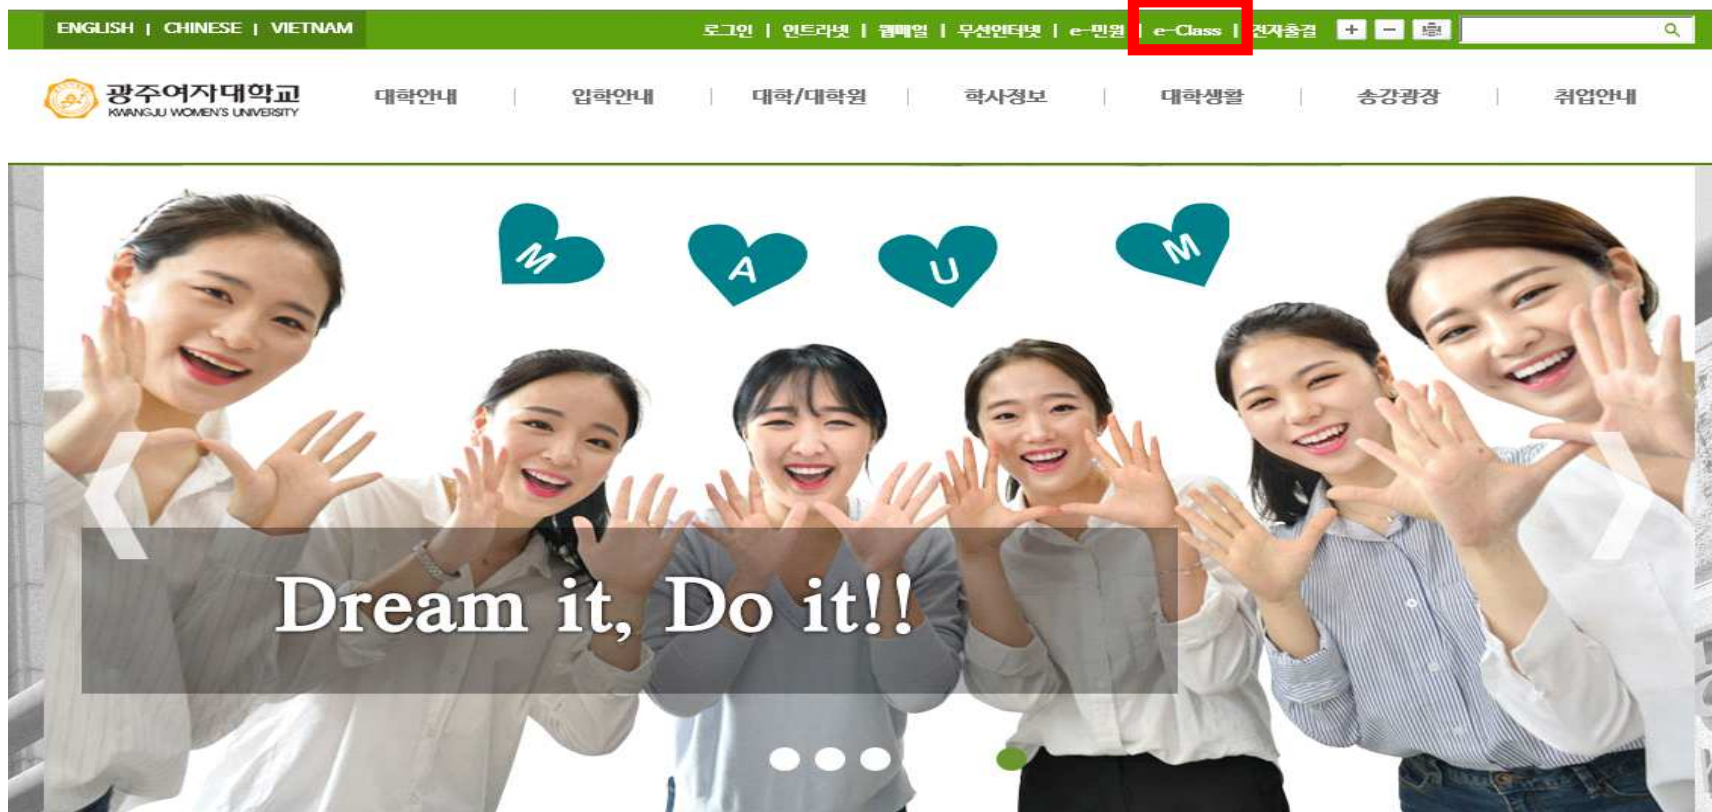 ENGLISH | CHINESE | VIETNAM
로그인 | 인트라넷 | 웹메일 | 무선인터넷 | e-민원 | e-Class | 전자출결 + -
광주여자대학교
KWANGJU WOMEN'S UNIVERSITY
대학안내 | 입학안내 | 대학/대학원 | 학사정보 | 대학생활 | 송강광장 | 취업안내
M A U M
Dream it, Do it!!